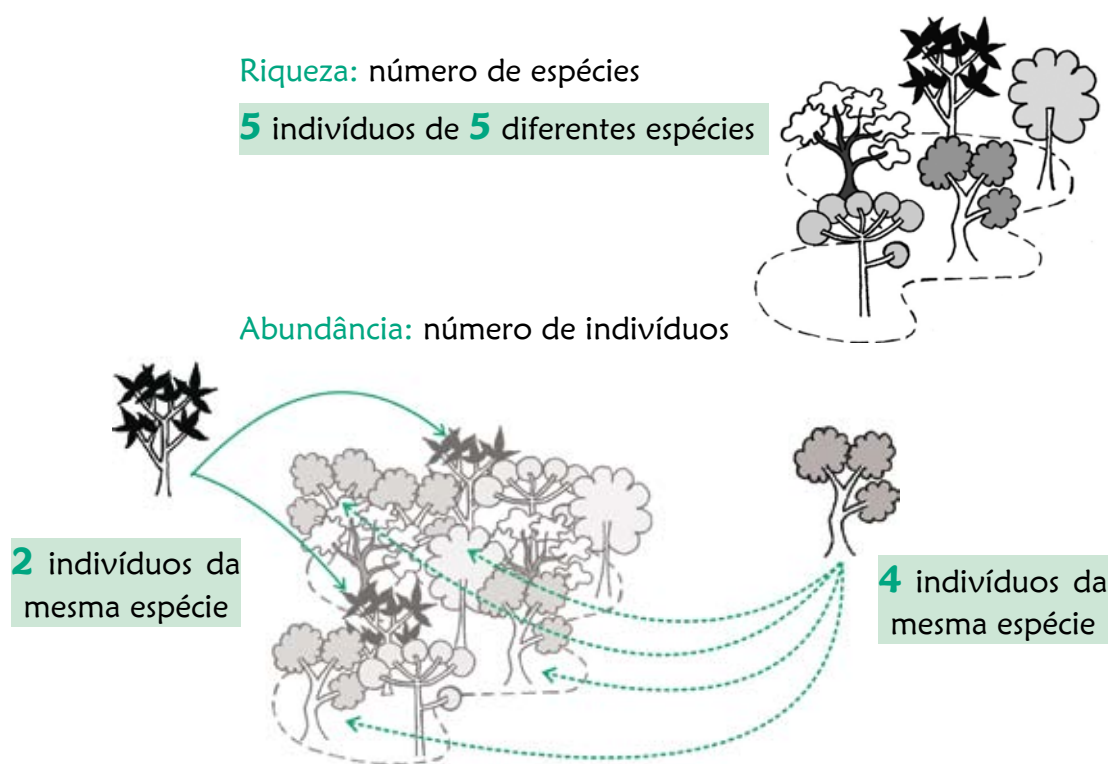 Riqueza: número de espécies
5 indivíduos de 5 diferentes espécies
Abundância: número de indivíduos
2 indivíduos da
mesma espécie
4 indivíduos da
mesma espécie